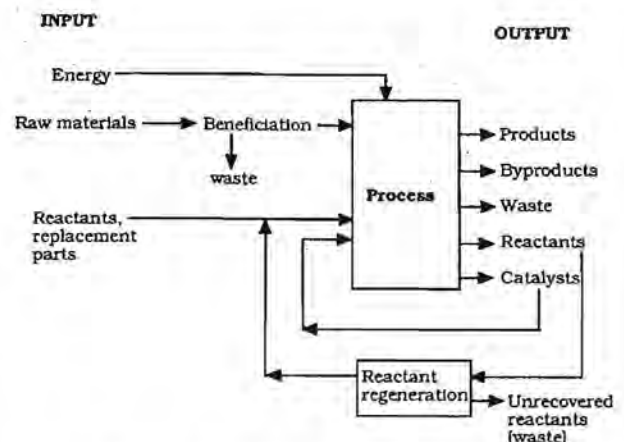 INPUT
OUTPUT
Energy
Raw materials
Beneficiation
waste
Process
Products
Byproducts
Waste
Reactants
Catalysts
Reactants,
replacement
parts
Reactant
regeneration
Unrecovered
reactants
(waste)